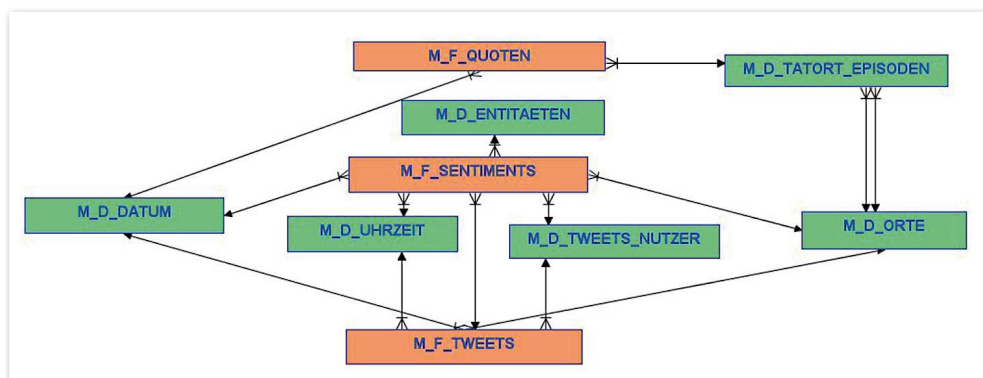 M_F_QUOTEN
M_D_TATORT_EPISODEN
M_D_ENTITAETEN
M_F_SENTIMENTS
M_D_DATUM
M_D_UHRZEIT
M_D_TWEETS_NUTZER
M_D_ORTE
M_F_TWEETS